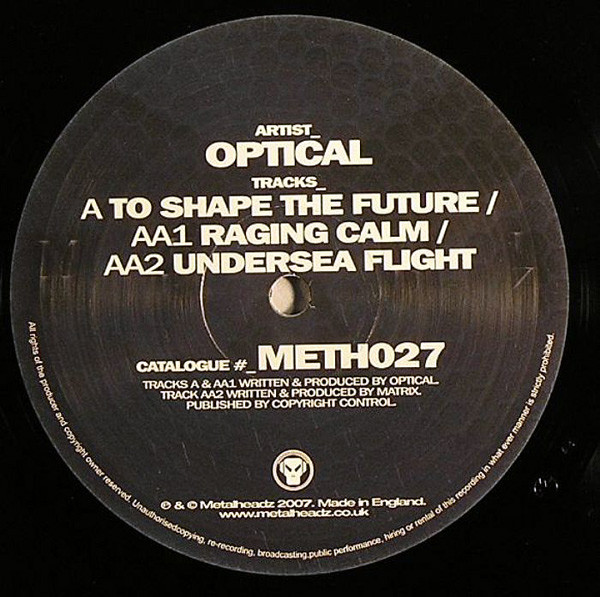 ARTIST_
OPTICAL
TRACKS_
A TO SHAPE THE FUTURE /
AA1 RAGING CALM /
AA2 UNDERSEA FLIGHT
CATALOGUE #_METH027
TRACKS A & AA1 WRITTEN & PRODUCED BY OPTICAL.
TRACK AA2 WRITTEN & PRODUCED BY MATRIX.
PUBLISHED BY COPYRIGHT CONTROL.
℗ & © Metalheadz 2007. Made in England.
www.metalheadz.co.uk
All rights of the producer and copyright owner reserved. Unauthorisedcopying, re-recording, broadcasting.public performance, hiring or rental of this recording in what ever manner is strictly prohibited.